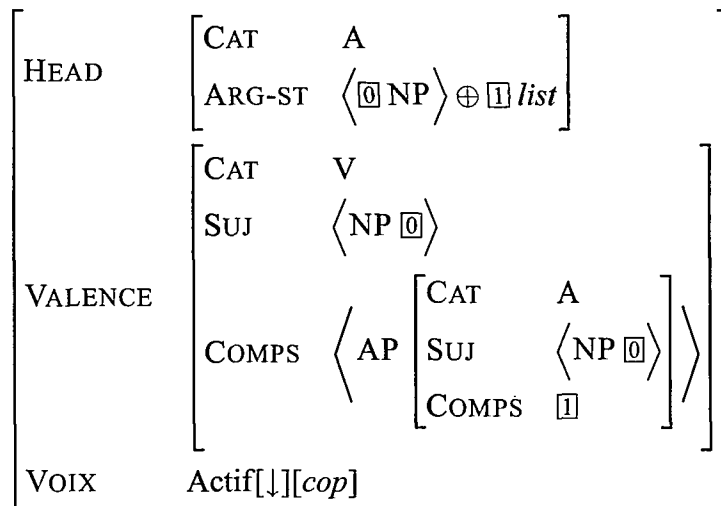 CAT A
HEAD
ARG-ST ⟨[0] NP⟩ ⊕ [1] list
CAT V
SUJ ⟨NP [0]⟩
CAT A
VALENCE
COMPS ⟨AP SUJ ⟨NP [0]⟩⟩
COMPS [1]
VOIX Actif[↓][cop]